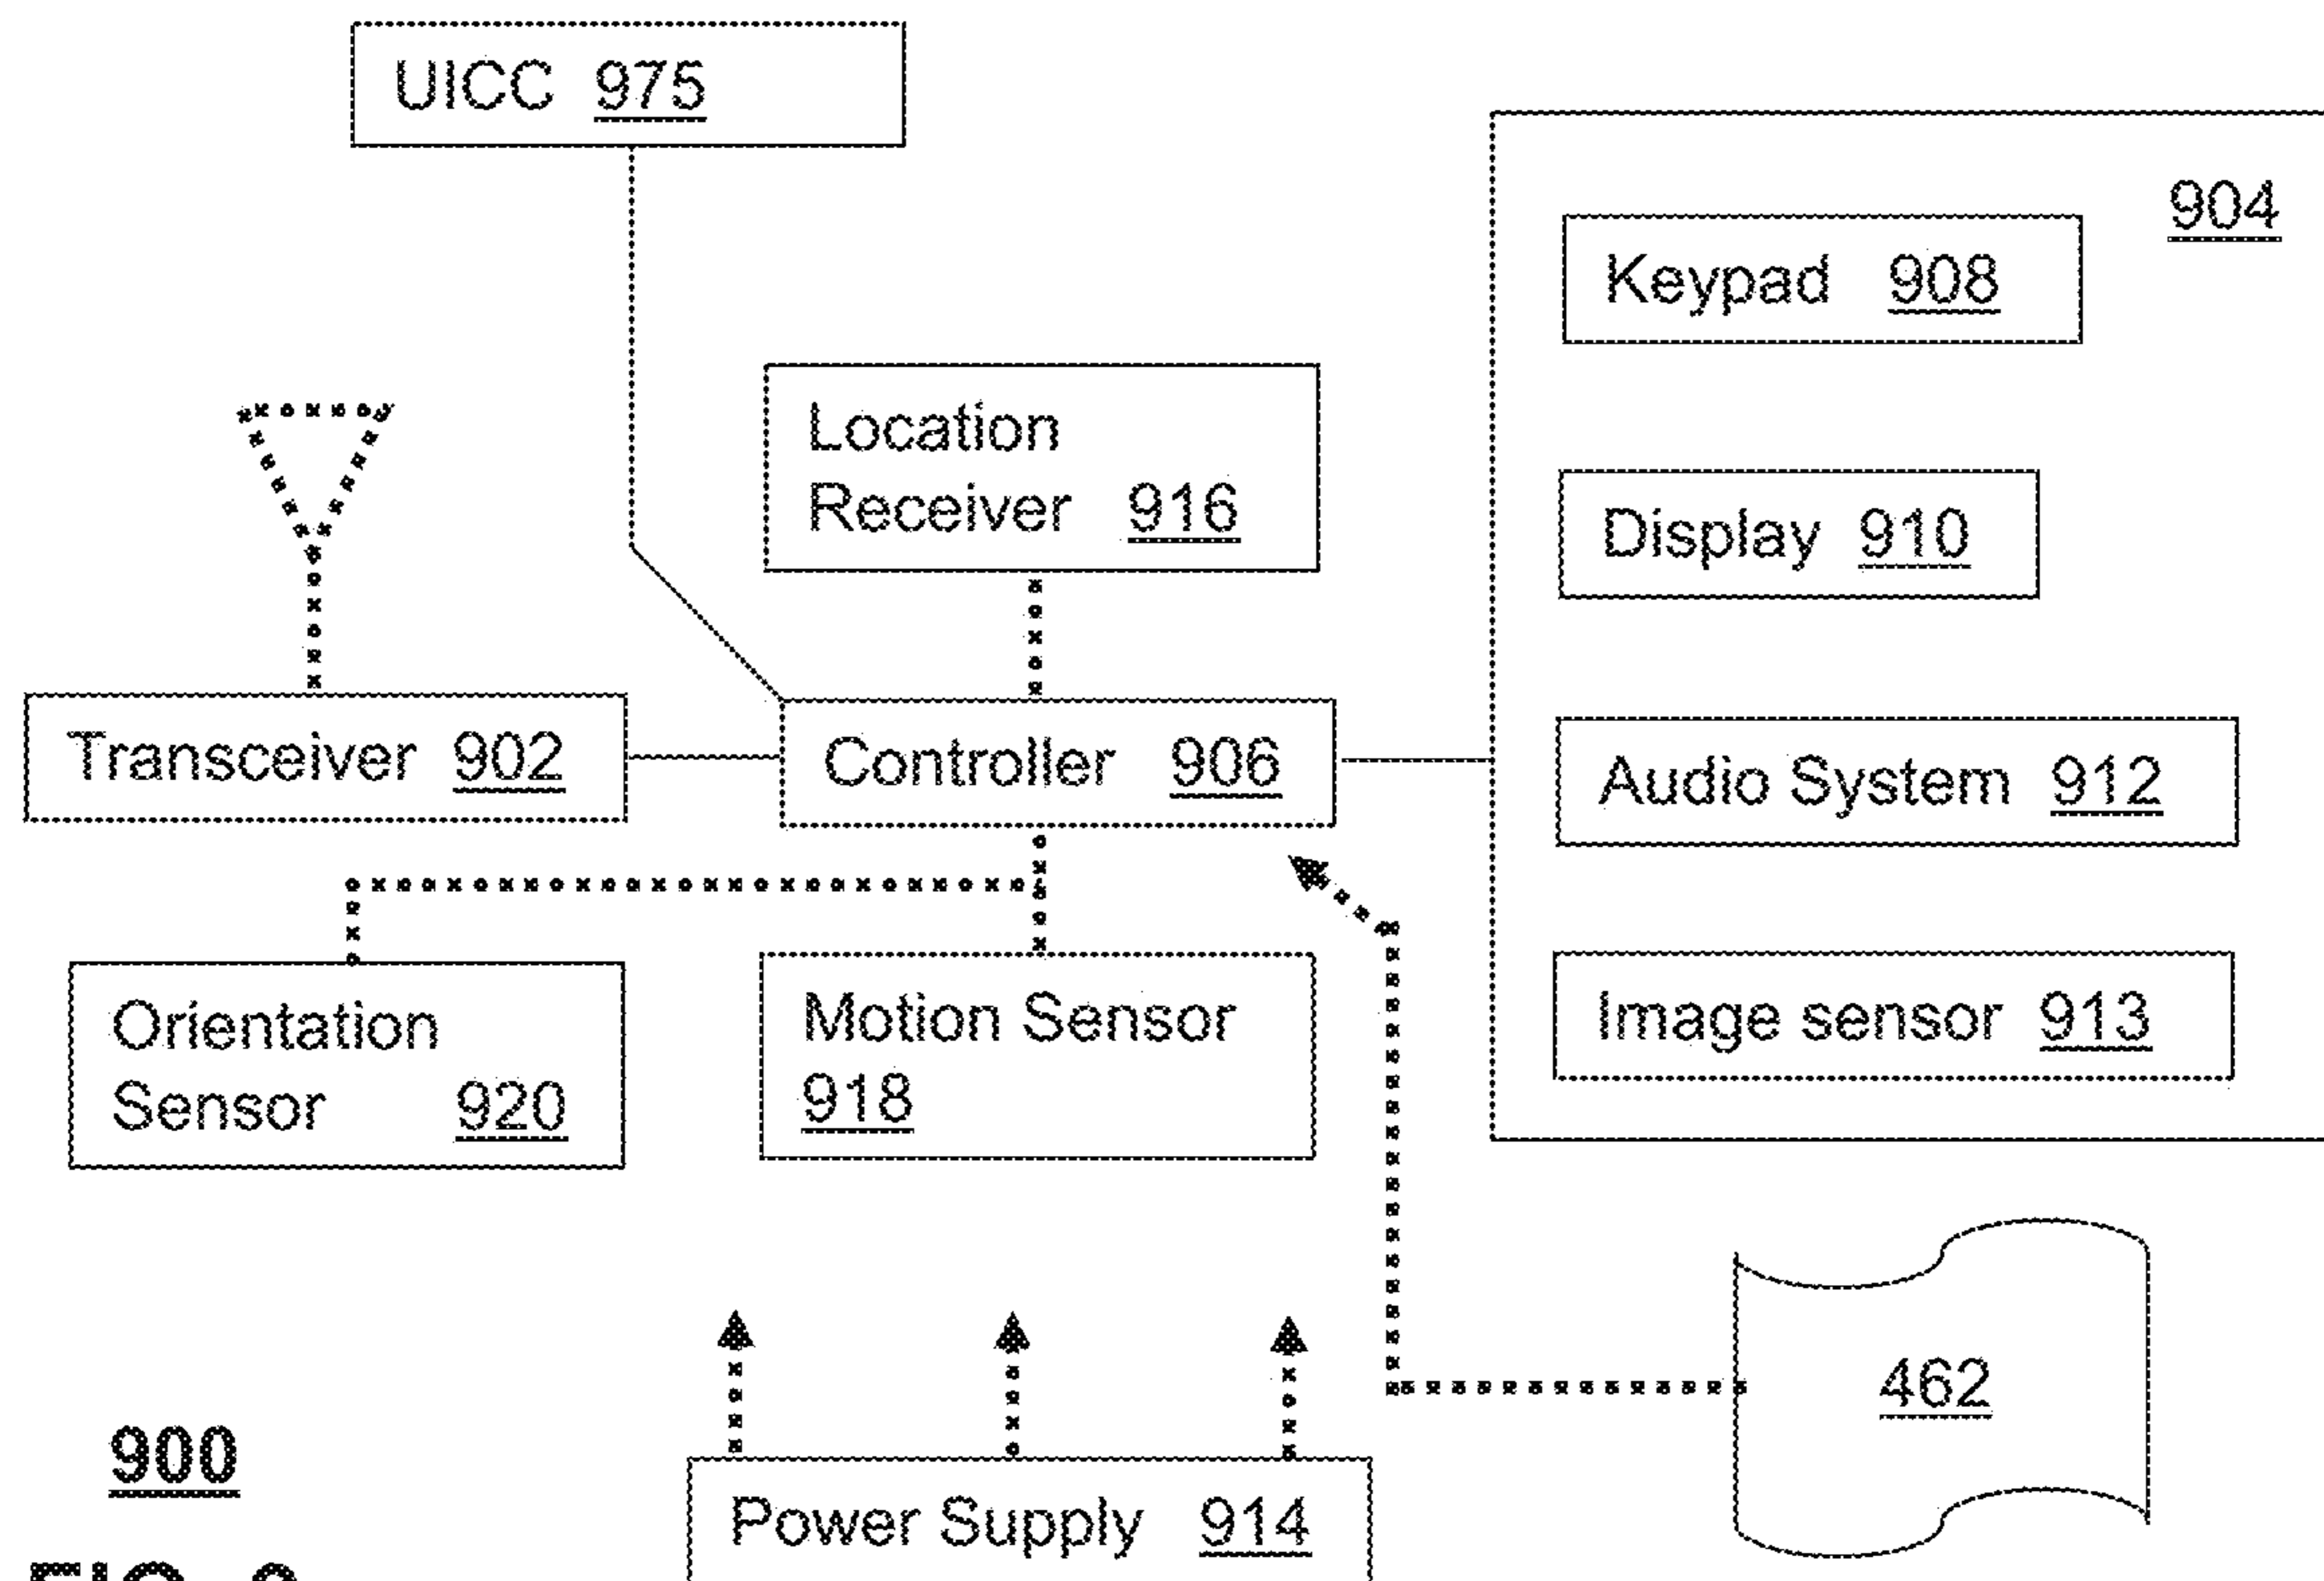 UICC 975
904
Keypad 908
Location
Receiver 916
Display 910
Transceiver 902
Controller 906
Audio System 912
Orientation
Sensor 920
Motion Sensor
918
Image sensor 913
462
900
Power Supply 914